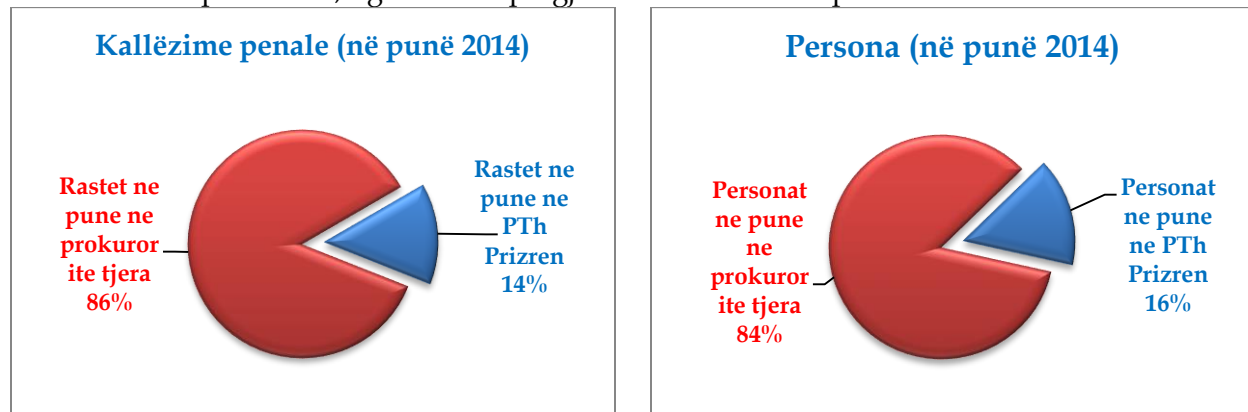 Kallëzime penale (në punë 2014)
Rastet ne
pune ne
prokuror
ite tjera
86%
Rastet ne
pune ne
PTh
Prizren
14%
Persona (në punë 2014)
Personat
ne pune
ne
prokuror
ite tjera
84%
Personat
ne pune
ne PTh
Prizren
16%